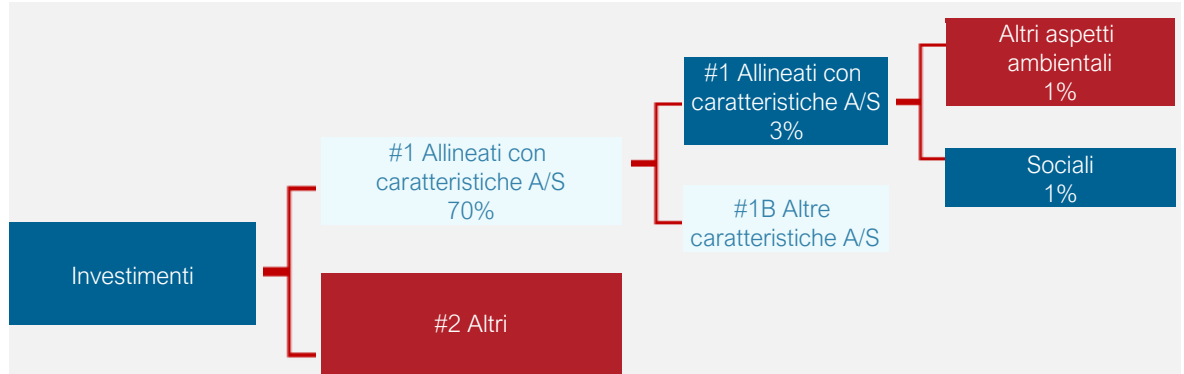 Investimenti
#1 Allineati con
caratteristiche A/S
70%
#2 Altri
#1 Allineati con
caratteristiche A/S
3%
#1B Altre
caratteristiche A/S
Altri aspetti
ambientali
1%
Sociali
1%